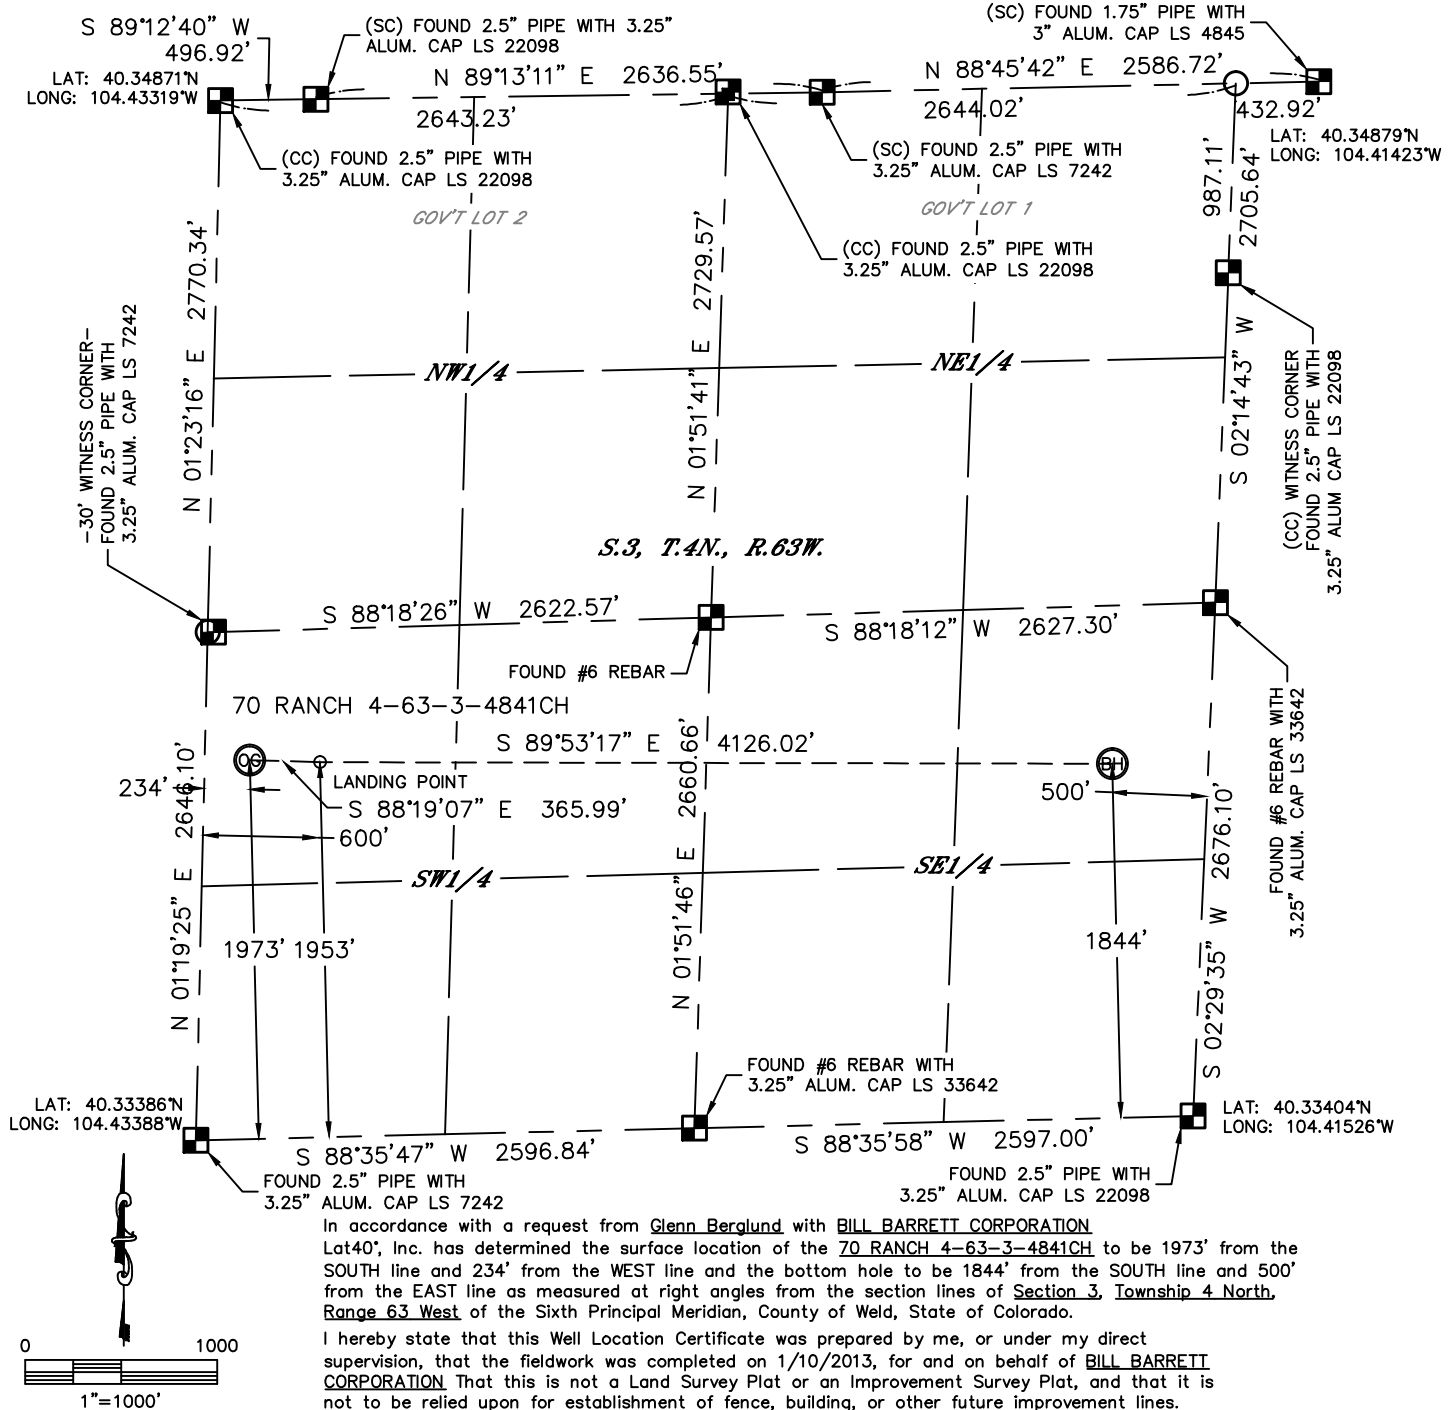 S 89°12'40" W
496.92'
(SC) FOUND 2.5" PIPE WITH 3.25"
ALUM. CAP LS 22098
(SC) FOUND 1.75" PIPE WITH
3" ALUM. CAP LS 4845
LAT: 40.34871°N
LONG: 104.43319°W
N 89°13'11" E 2636.55'
N 88°45'42" E 2586.72'
2643.23'
2644.02'
432.92'
LAT: 40.34879°N
LONG: 104.41423°W
(CC) FOUND 2.5" PIPE WITH
3.25" ALUM. CAP LS 22098
(SC) FOUND 2.5" PIPE WITH
3.25" ALUM. CAP LS 7242
GOV'T LOT 2
GOV'T LOT 1
987.11'
2705.64'
(CC) FOUND 2.5" PIPE WITH
3.25" ALUM. CAP LS 22098
N 01°23'16" E 2770.34'
N 01°51'41" E 2729.57'
S 02°14'43" W
-30' WITNESS CORNER-
FOUND 2.5" PIPE WITH
3.25" ALUM. CAP LS 7242
(CC) WITNESS CORNER
FOUND 2.5" PIPE WITH
3.25" ALUM CAP LS 22098
NW1/4
NE1/4
S.3, T.4N., R.63W.
S 88°18'26" W 2622.57'
S 88°18'12" W 2627.30'
FOUND #6 REBAR
70 RANCH 4-63-3-4841CH
S 89°53'17" E 4126.02'
OG
BH
LANDING POINT
234'
S 88°19'07" E 365.99'
500'
600'
N 01°19'25" E 2646.10'
N 01°51'46" E 2660.66'
S 02°29'35" W 2676.10'
FOUND #6 REBAR WITH
3.25" ALUM. CAP LS 33642
SW1/4
SE1/4
1973' 1953'
1844'
FOUND #6 REBAR WITH
3.25" ALUM. CAP LS 33642
LAT: 40.33386°N
LONG: 104.43388°W
LAT: 40.33404°N
LONG: 104.41526°W
S 88°35'47" W 2596.84'
S 88°35'58" W 2597.00'
FOUND 2.5" PIPE WITH
3.25" ALUM. CAP LS 7242
FOUND 2.5" PIPE WITH
3.25" ALUM. CAP LS 22098
In accordance with a request from Glenn Berglund with BILL BARRETT CORPORATION
Lat40°, Inc. has determined the surface location of the 70 RANCH 4-63-3-4841CH to be 1973' from the
SOUTH line and 234' from the WEST line and the bottom hole to be 1844' from the SOUTH line and 500'
from the EAST line as measured at right angles from the section lines of Section 3, Township 4 North,
Range 63 West of the Sixth Principal Meridian, County of Weld, State of Colorado.
I hereby state that this Well Location Certificate was prepared by me, or under my direct
supervision, that the fieldwork was completed on 1/10/2013, for and on behalf of BILL BARRETT
CORPORATION That this is not a Land Survey Plat or an Improvement Survey Plat, and that it is
not to be relied upon for establishment of fence, building, or other future improvement lines.
0 1000
1"=1000'